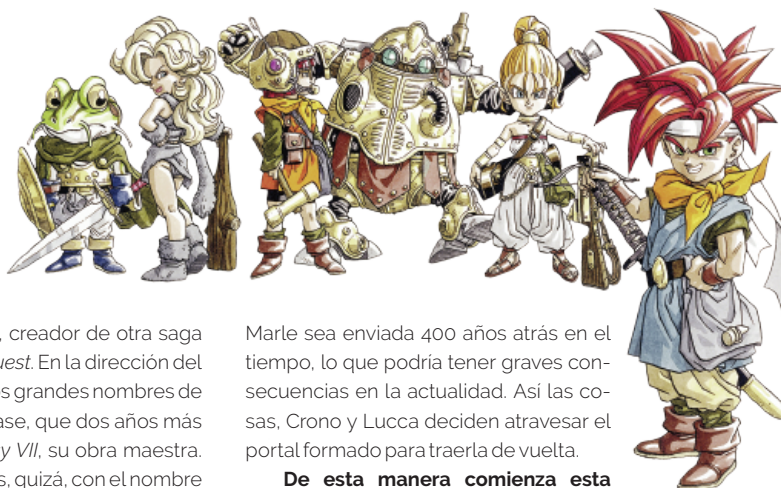 , creador de otra saga
uest. En la dirección del
os grandes nombres de
ase, que dos años más
y VII, su obra maestra.
s, quizá, con el nombre
Marle sea enviada 400 años atrás en el
tiempo, lo que podría tener graves con-
secuencias en la actualidad. Así las co-
sas, Crono y Lucca deciden atravesar el
portal formado para traerla de vuelta.
De esta manera comienza esta